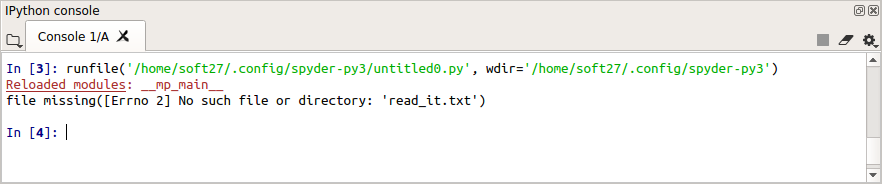 IPython console
Console 1/A
In [3]: runfile('/home/soft27/.config/spyder-py3/untitled0.py', wdir='/home/soft27/.config/spyder-py3')
Reloaded modules: __mp_main__
file missing([Errno 2] No such file or directory: 'read_it.txt')
In [4]: